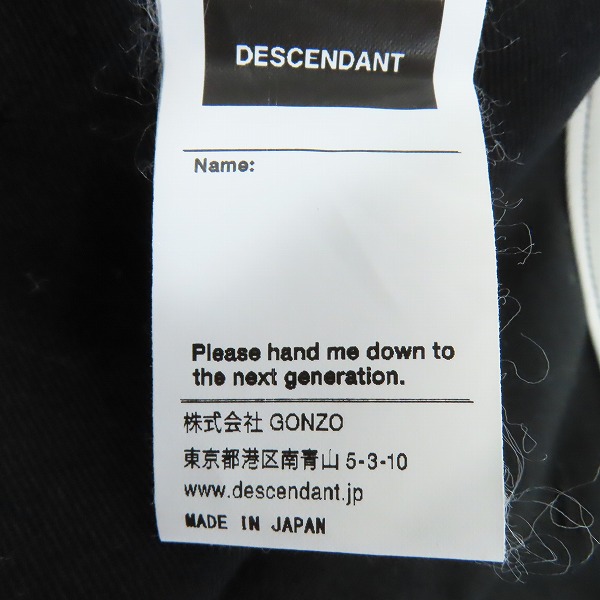 DESCENDANT
Name:
Please hand me down to
the next generation.
株式会社 GONZO
東京都港区南青山 5-3-10
www.descendant.jp
MADE IN JAPAN